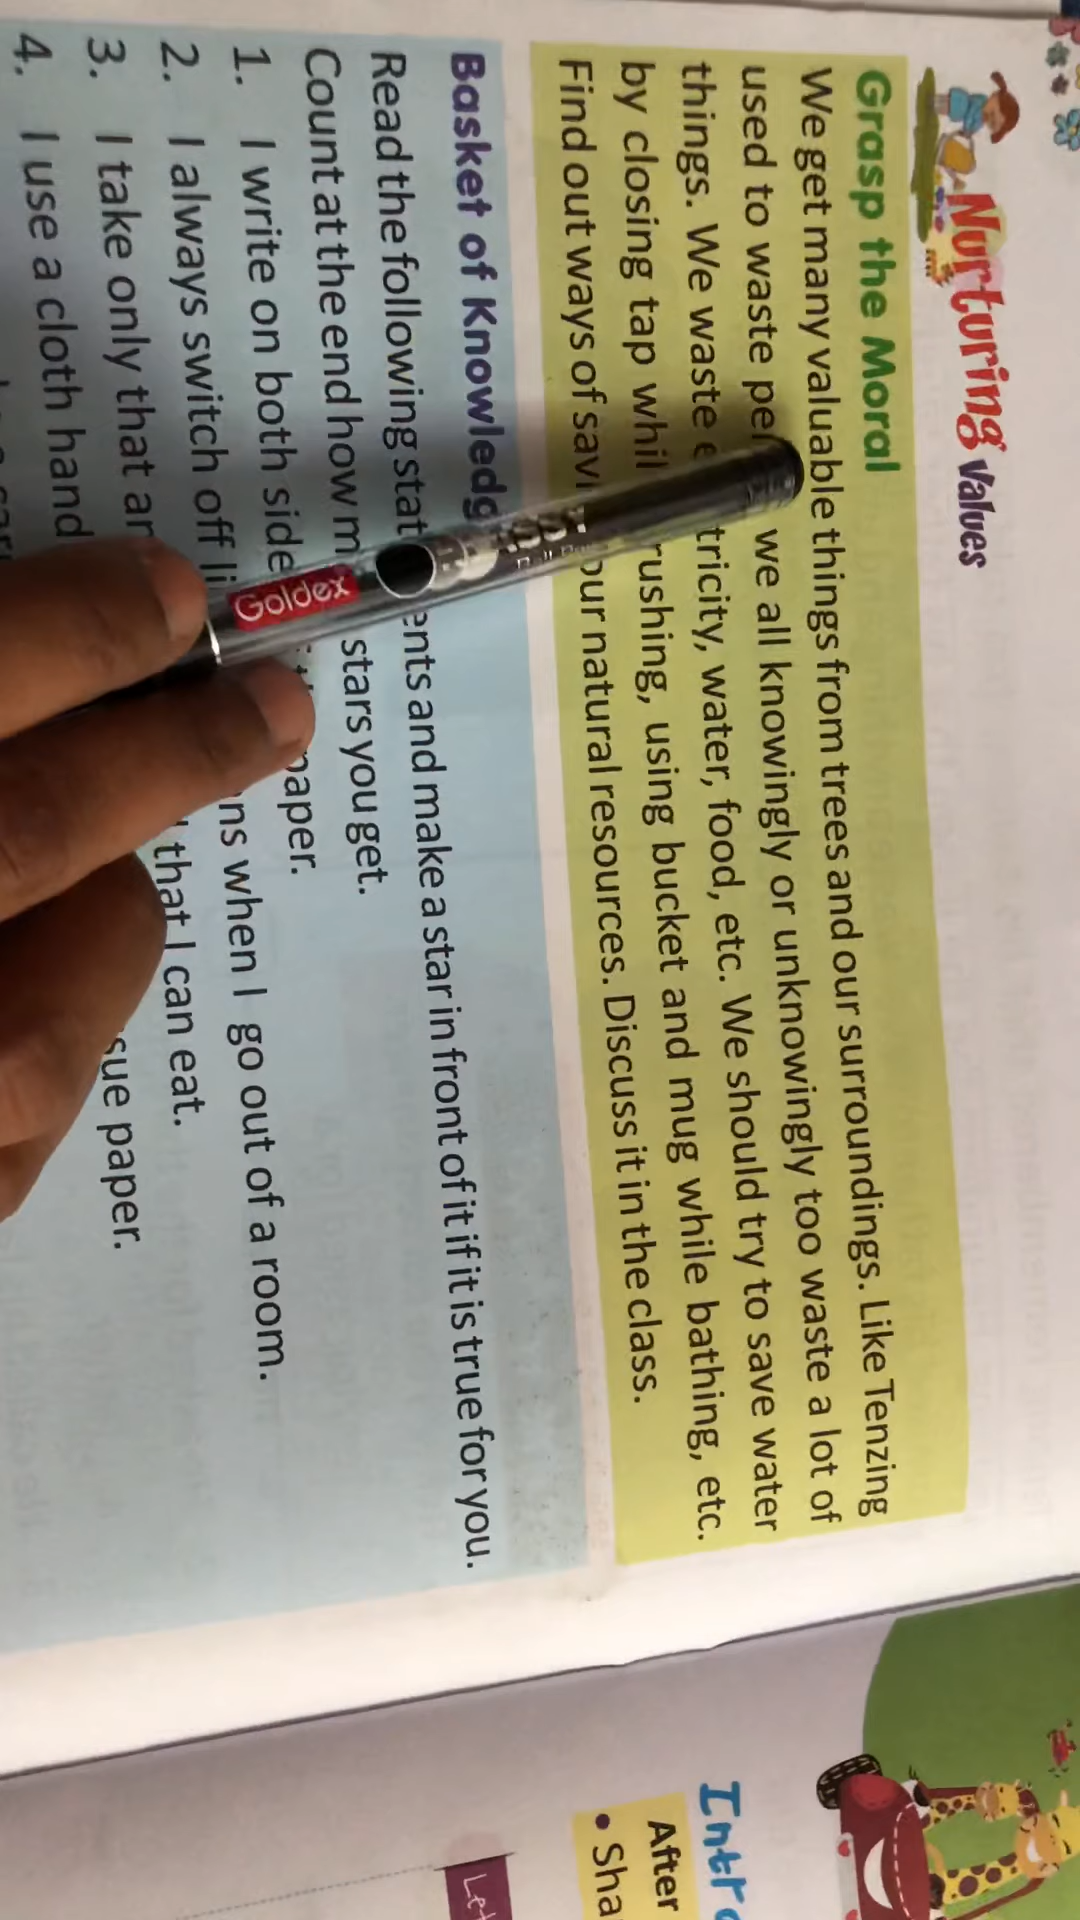 Nurturing Values
Grasp the Moral
We get many valuable things from trees and our surroundings. Like Tenzing
used to waste we all knowingly or unknowingly too waste a lot of
things. We waste tricity, water, food, etc. We should try to save water
by closing tap whil rushing, using bucket and mug while bathing, etc.
Find out ways of savi our natural resources. Discuss it in the class.
Basket of Knowledg
Read the following stat ents and make a star in front of it if it is true for you.
Count at the end how m stars you get.
1. I write on both side paper.
2. I always switch off li ns when I go out of a room.
3. I take only that that I can eat.
4. I use a cloth hand sue paper.
Goldex
Intro
After
• Sha
Let